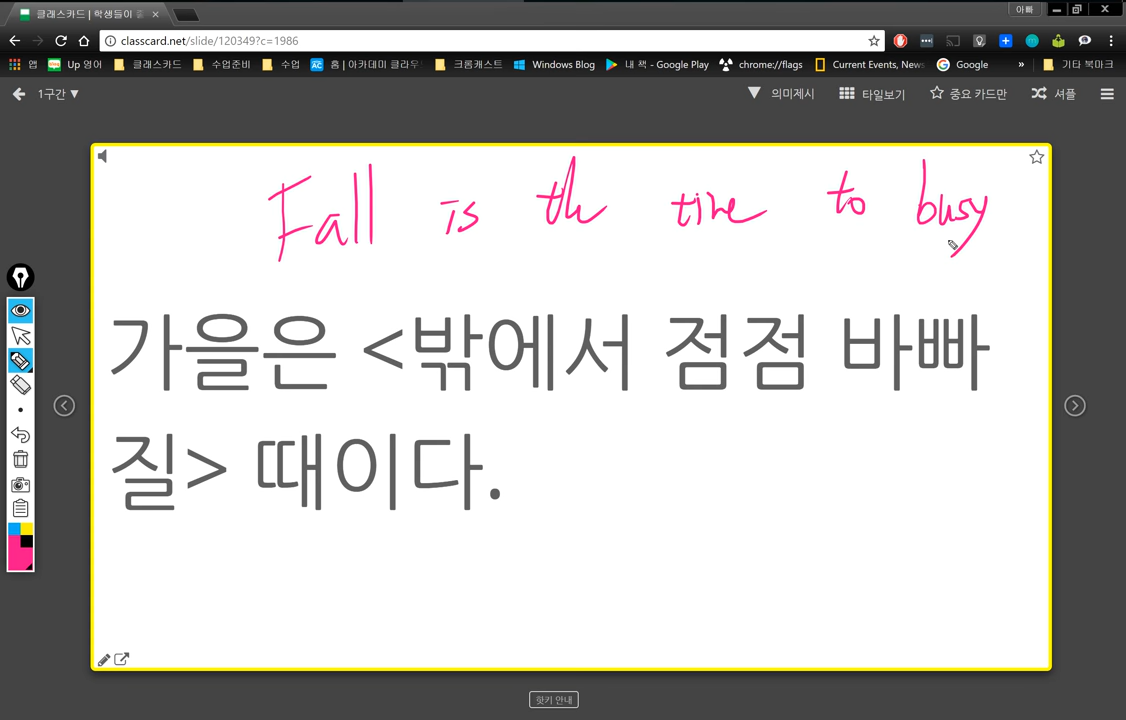 클래스카드 | 학생들이 좋
아빠
classcard.net/slide/120349?c=1986
앱 Up 영어 클래스카드 수업준비 수업 홈 | 아카데미 클라우 크롬캐스트 Windows Blog 내 책 - Google Play chrome://flags Current Events, News Google » 기타 북마크
1구간 ▼ ▼ 의미제시 타일보기 중요 카드만 셔플
Fall is the time to busy
가을은 <밖에서 점점 바빠
질> 때이다.
핫키 안내